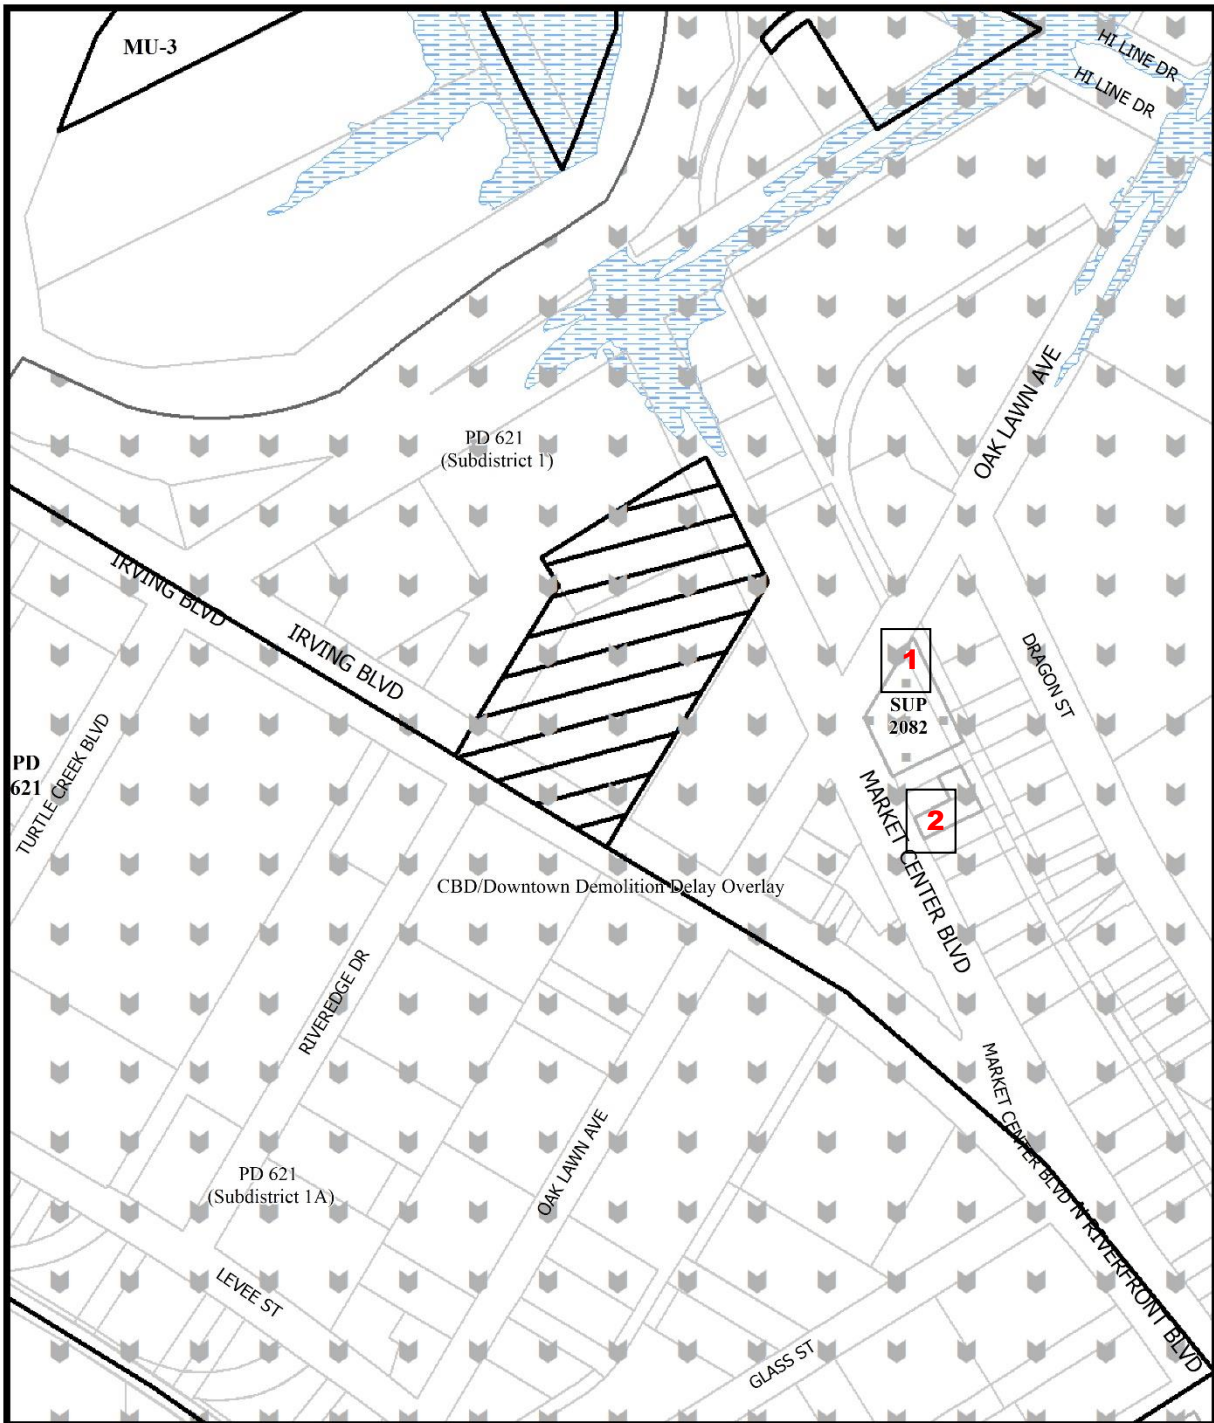 MU-3
HI LINE DR
HI LINE DR
OAK LAWN AVE
PD 621
(Subdistrict 1)
IRVING BLVD
IRVING BLVD
1
SUP
2082
DRAGON ST
PD
621
TURTLE CREEK BLVD
2
MARKET CENTER BLVD
CBD/Downtown Demolition Delay Overlay
RIVEREDGE DR
MARKET CENTER BLVD
OAK LAWN AVE
PD 621
(Subdistrict 1A)
N RIVERFRONT BLVD
LEVEE ST
GLASS ST